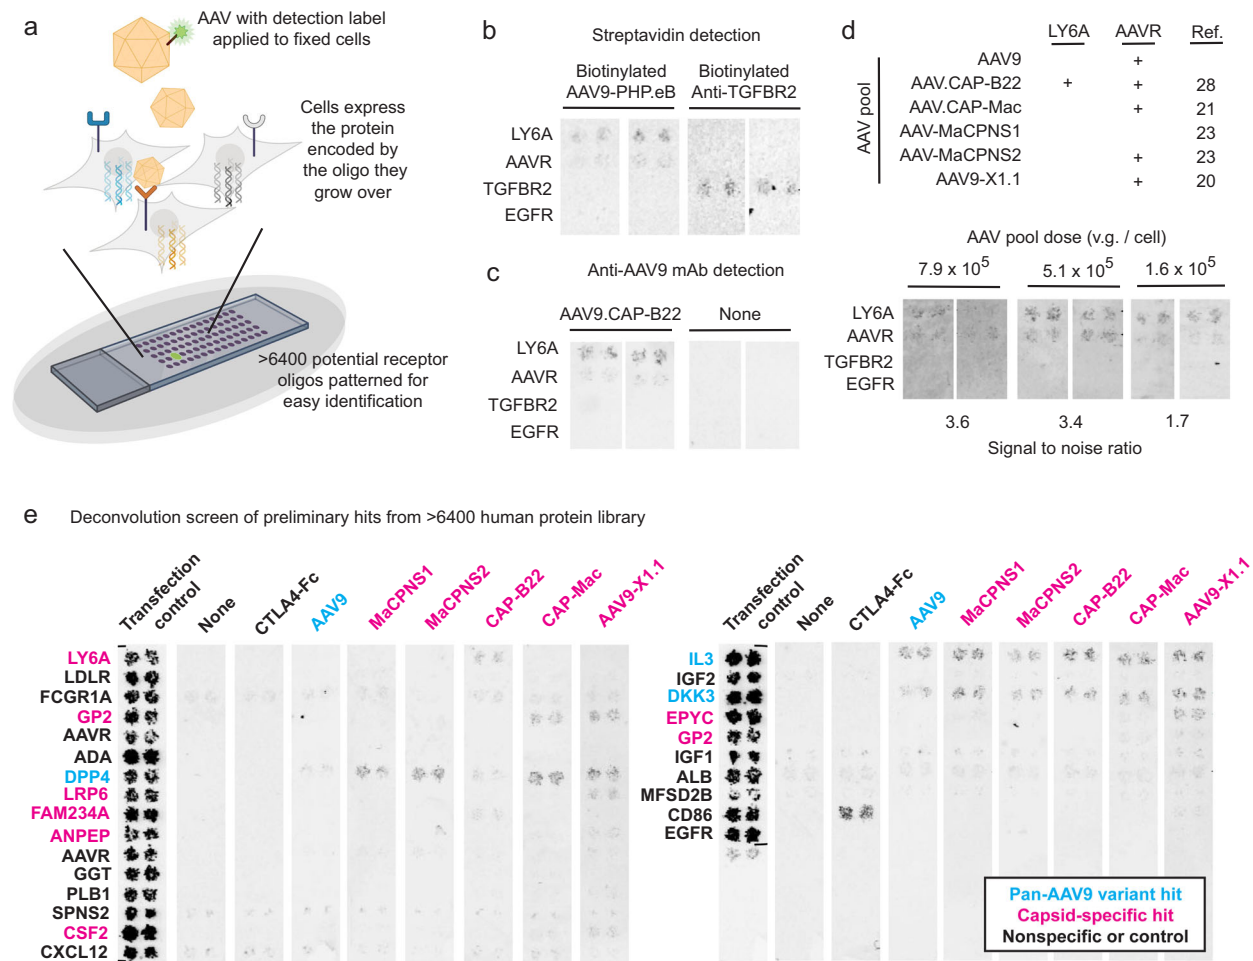 a
AAV with detection label
applied to fixed cells
Cells express
the protein
encoded by
the oligo they
grow over
>6400 potential receptor
oligos patterned for
easy identification
b
Streptavidin detection
Biotinylated
AAV9-PHP.eB
Biotinylated
Anti-TGFBR2
LY6A
AAVR
TGFBR2
EGFR
c
Anti-AAV9 mAb detection
AAV9.CAP-B22
None
LY6A
AAVR
TGFBR2
EGFR
d
LY6A AAVR Ref.
AAV pool
AAV9 +
AAV.CAP-B22 + + 28
AAV.CAP-Mac + 21
AAV-MaCPNS1 23
AAV-MaCPNS2 + 23
AAV9-X1.1 + 20
AAV pool dose (v.g. / cell)
7.9 x 10^5 5.1 x 10^5 1.6 x 10^5
LY6A
AAVR
TGFBR2
EGFR
3.6 3.4 1.7
Signal to noise ratio
e
Deconvolution screen of preliminary hits from >6400 human protein library
Transfection
control
None
CTLA4-Fc
AAV9
MaCPNS1
MaCPNS2
CAP-B22
CAP-Mac
AAV9-X1.1
LY6A
LDLR
FCGR1A
GP2
AAVR
ADA
DPP4
LRP6
FAM234A
ANPEP
AAVR
GGT
PLB1
SPNS2
CSF2
CXCL12
Transfection
control
None
CTLA4-Fc
AAV9
MaCPNS1
MaCPNS2
CAP-B22
CAP-Mac
AAV9-X1.1
IL3
IGF2
DKK3
EPYC
GP2
IGF1
ALB
MFSD2B
CD86
EGFR
Pan-AAV9 variant hit
Capsid-specific hit
Nonspecific or control